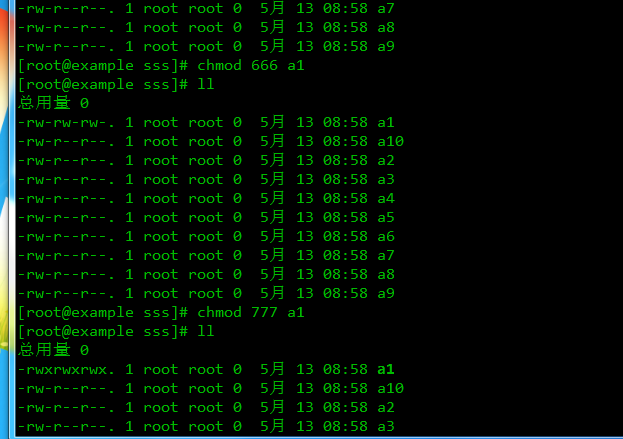 -rw-r--r--. 1 root root 0  5月 13 08:58 a7
-rw-r--r--. 1 root root 0  5月 13 08:58 a8
-rw-r--r--. 1 root root 0  5月 13 08:58 a9
[root@example sss]# chmod 666 a1
[root@example sss]# ll
总用量 0
-rw-rw-rw-. 1 root root 0  5月 13 08:58 a1
-rw-r--r--. 1 root root 0  5月 13 08:58 a10
-rw-r--r--. 1 root root 0  5月 13 08:58 a2
-rw-r--r--. 1 root root 0  5月 13 08:58 a3
-rw-r--r--. 1 root root 0  5月 13 08:58 a4
-rw-r--r--. 1 root root 0  5月 13 08:58 a5
-rw-r--r--. 1 root root 0  5月 13 08:58 a6
-rw-r--r--. 1 root root 0  5月 13 08:58 a7
-rw-r--r--. 1 root root 0  5月 13 08:58 a8
-rw-r--r--. 1 root root 0  5月 13 08:58 a9
[root@example sss]# chmod 777 a1
[root@example sss]# ll
总用量 0
-rwxrwxrwx. 1 root root 0  5月 13 08:58 a1
-rw-r--r--. 1 root root 0  5月 13 08:58 a10
-rw-r--r--. 1 root root 0  5月 13 08:58 a2
-rw-r--r--. 1 root root 0  5月 13 08:58 a3